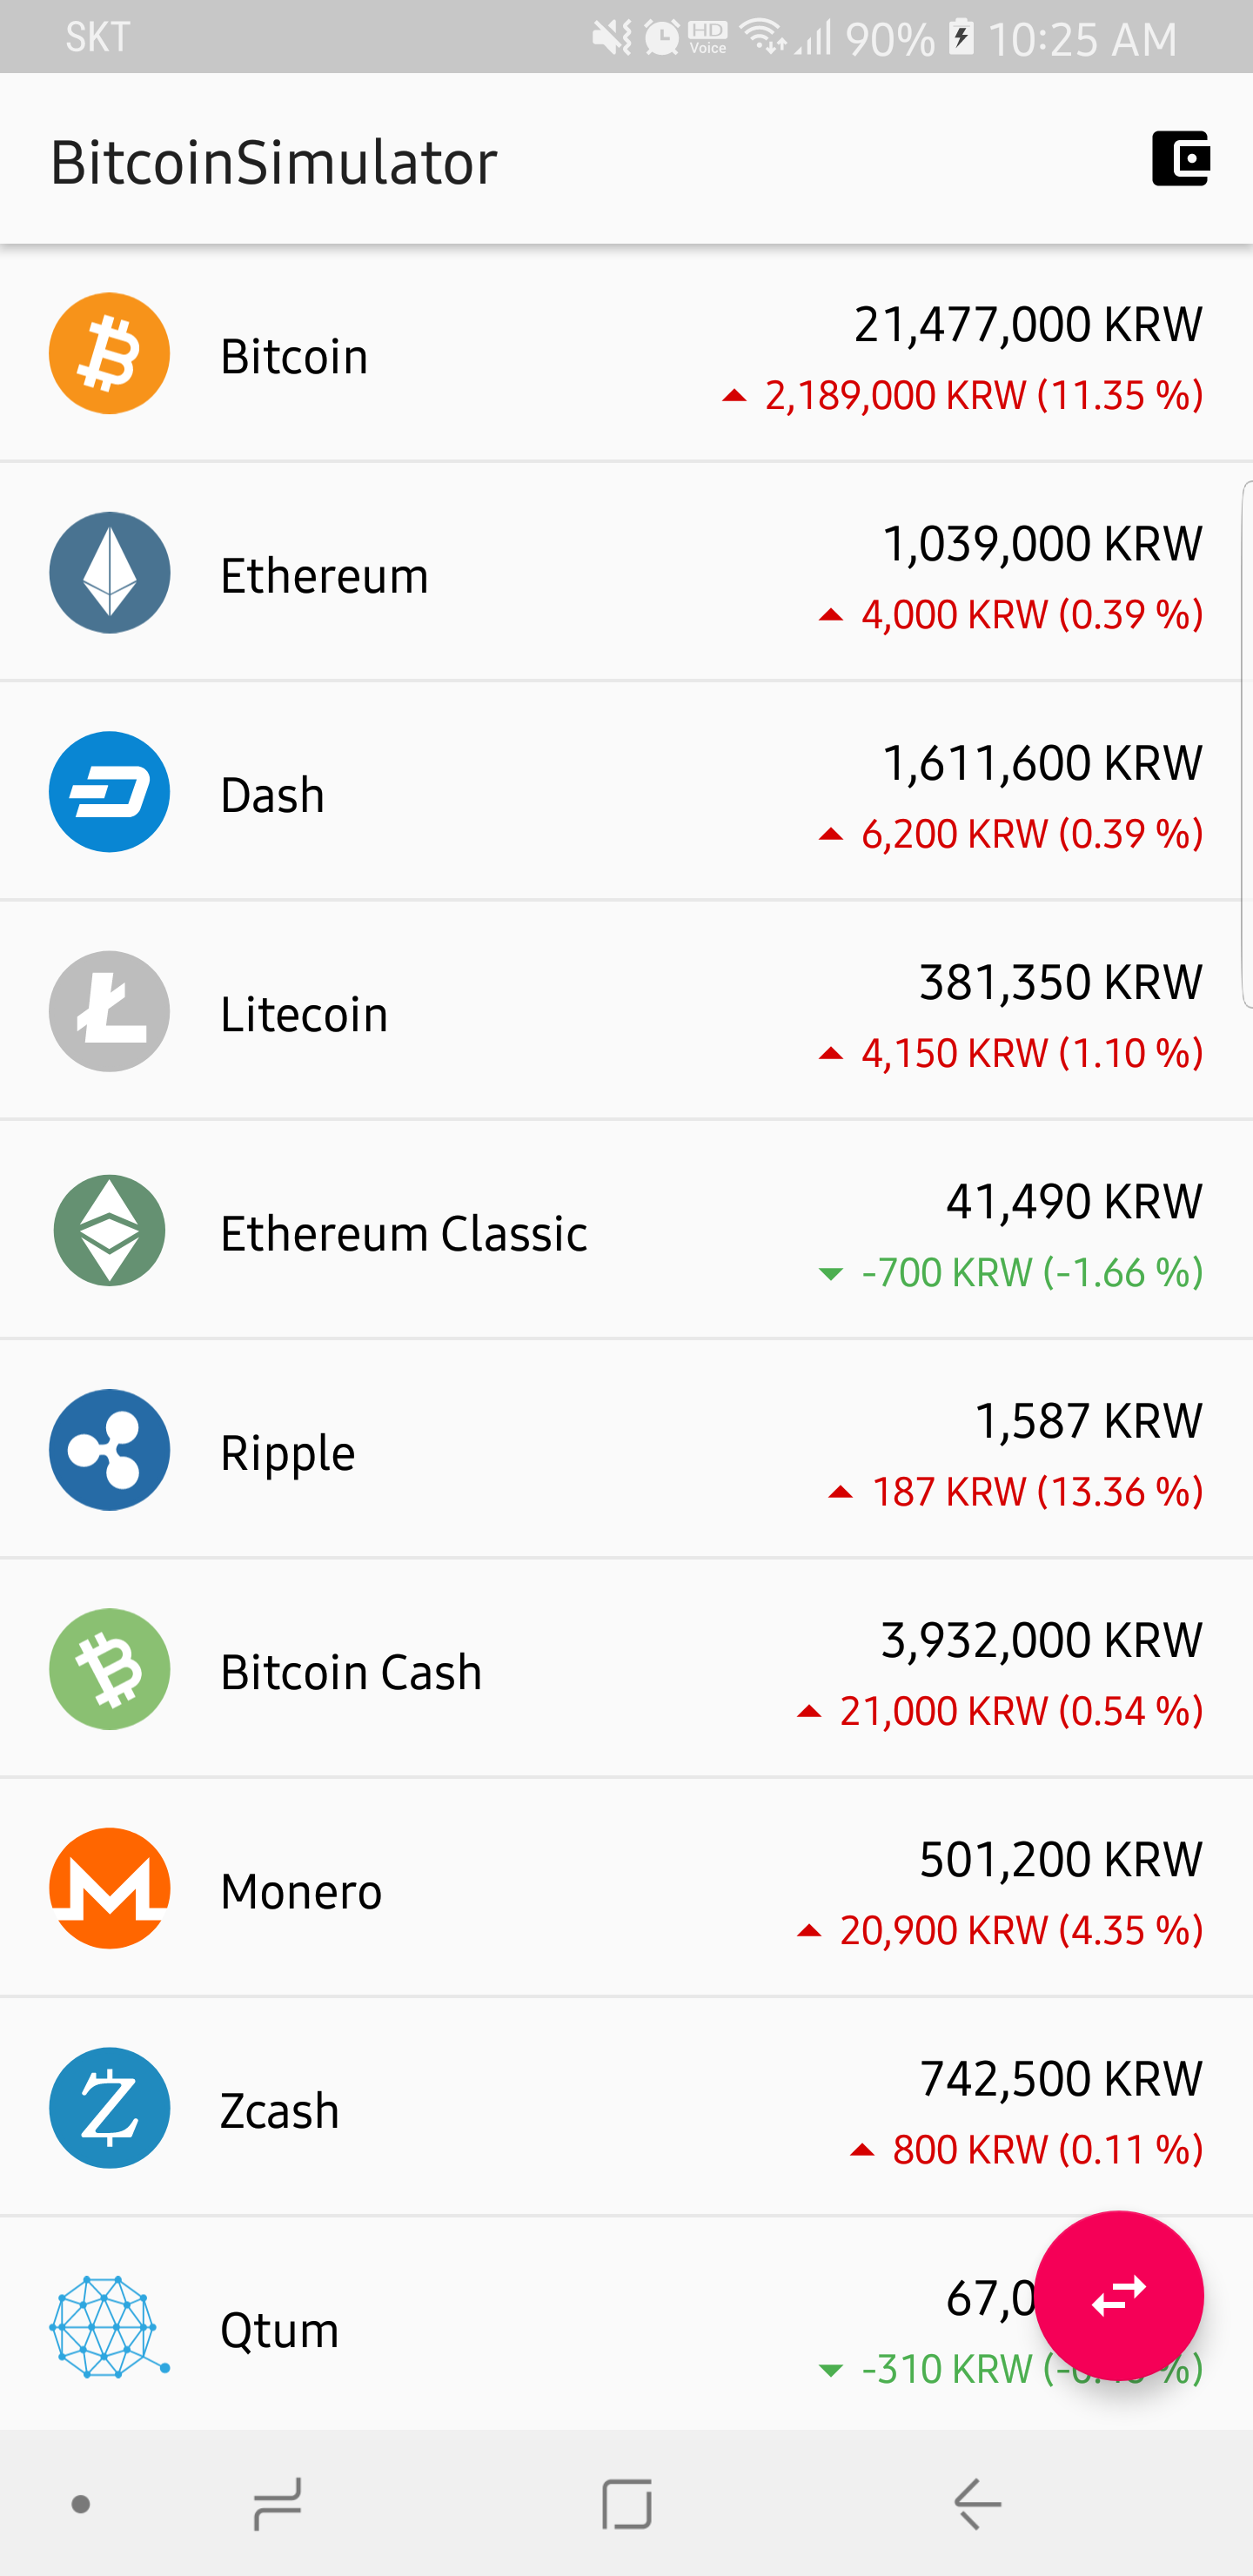 SKT HD Voice 90% 10:25 AM
BitcoinSimulator
Bitcoin
21,477,000 KRW
▲ 2,189,000 KRW (11.35 %)
Ethereum
1,039,000 KRW
▲ 4,000 KRW (0.39 %)
Dash
1,611,600 KRW
▲ 6,200 KRW (0.39 %)
Litecoin
381,350 KRW
▲ 4,150 KRW (1.10 %)
Ethereum Classic
41,490 KRW
▼ -700 KRW (-1.66 %)
Ripple
1,587 KRW
▲ 187 KRW (13.36 %)
Bitcoin Cash
3,932,000 KRW
▲ 21,000 KRW (0.54 %)
Monero
501,200 KRW
▲ 20,900 KRW (4.35 %)
Zcash
742,500 KRW
▲ 800 KRW (0.11 %)
Qtum
▼ -310 KRW